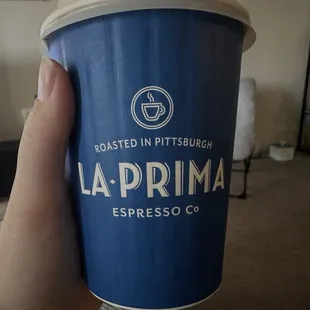 ROASTED IN PITTSBURGH
LA·PRIMA
ESPRESSO Co